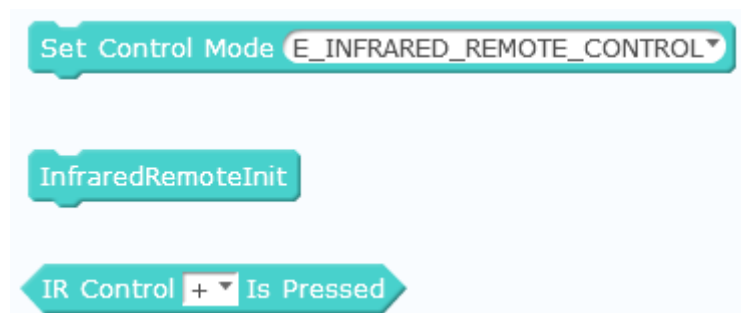 Set Control Mode E_INFRARED_REMOTE_CONTROL
InfraredRemoteInit
IR Control + Is Pressed